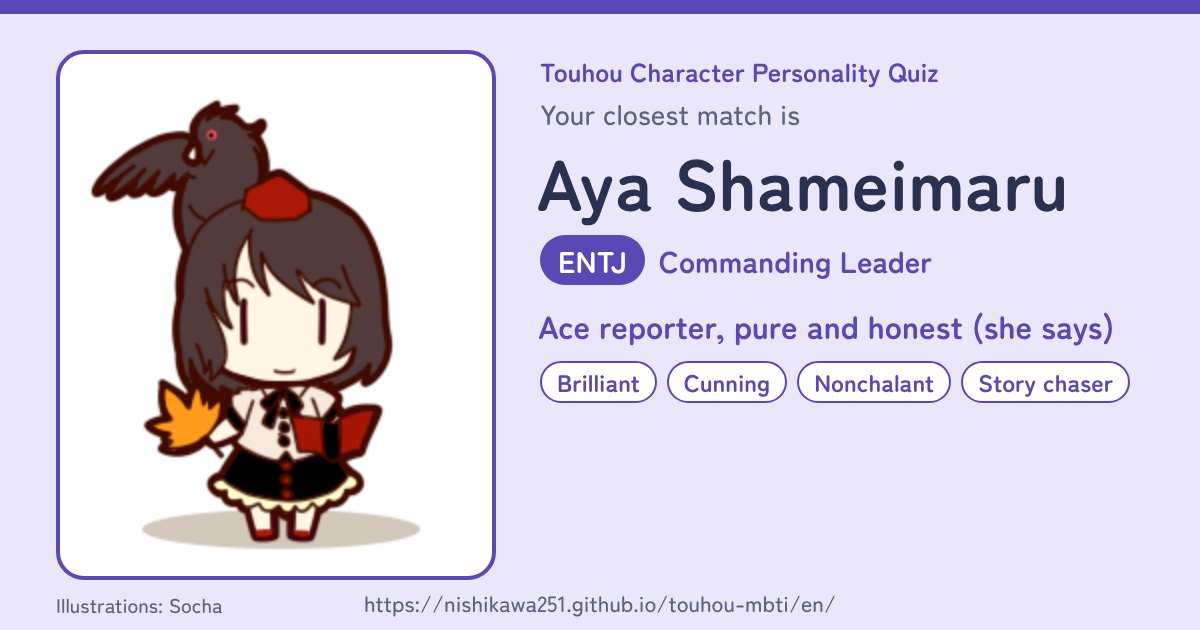 Touhou Character Personality Quiz
Your closest match is
Aya Shameimaru
ENTJ Commanding Leader
Ace reporter, pure and honest (she says)
Brilliant Cunning Nonchalant Story chaser
Illustrations: Socha https://nishikawa251.github.io/touhou-mbti/en/